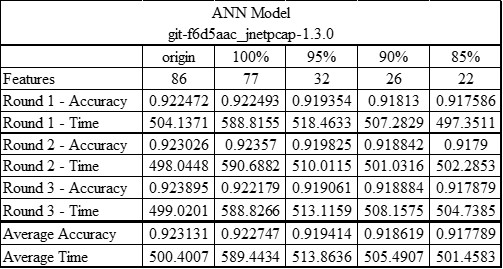 ANN Model
git-f6d5aac_jnetpcap-1.3.0
origin 100% 95% 90% 85%
Features 86 77 32 26 22
Round 1 - Accuracy 0.922472 0.922493 0.919354 0.91813 0.917586
Round 1 - Time 504.1371 588.8155 518.4633 507.2829 497.3511
Round 2 - Accuracy 0.923026 0.92357 0.919825 0.918842 0.9179
Round 2 - Time 498.0448 590.6882 510.0115 501.0316 502.2853
Round 3 - Accuracy 0.923895 0.922179 0.919061 0.918884 0.917879
Round 3 - Time 499.0201 588.8266 513.1159 508.1575 504.7385
Average Accuracy 0.923131 0.922747 0.919414 0.918619 0.917789
Average Time 500.4007 589.4434 513.8636 505.4907 501.4583